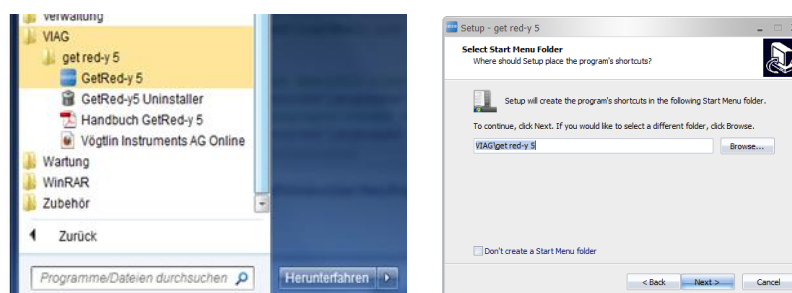 Verwaltung
VIAG
get red-y 5
GetRed-y 5
GetRed-y5 Uninstaller
Handbuch GetRed-y 5
Vögtlin Instruments AG Online
Wartung
WinRAR
Zubehör
Zurück
Programme/Dateien durchsuchen
Herunterfahren
Setup - get red-y 5
Select Start Menu Folder
Where should Setup place the program's shortcuts?
Setup will create the program's shortcuts in the following Start Menu folder.
To continue, click Next. If you would like to select a different folder, click Browse.
VIAG\get red-y 5
Browse...
Don't create a Start Menu folder
< Back
Next >
Cancel